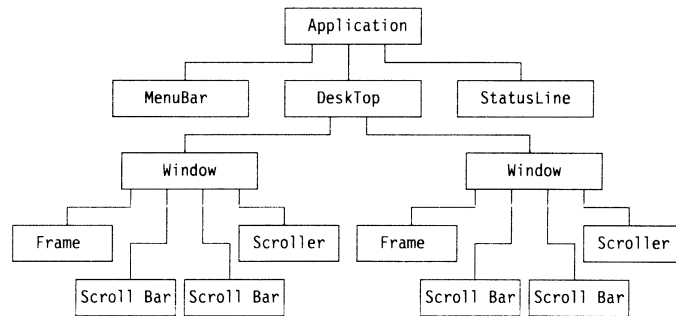 Application
MenuBar DeskTop StatusLine
Window Window
Frame Scroller Frame Scroller
Scroll Bar Scroll Bar Scroll Bar Scroll Bar